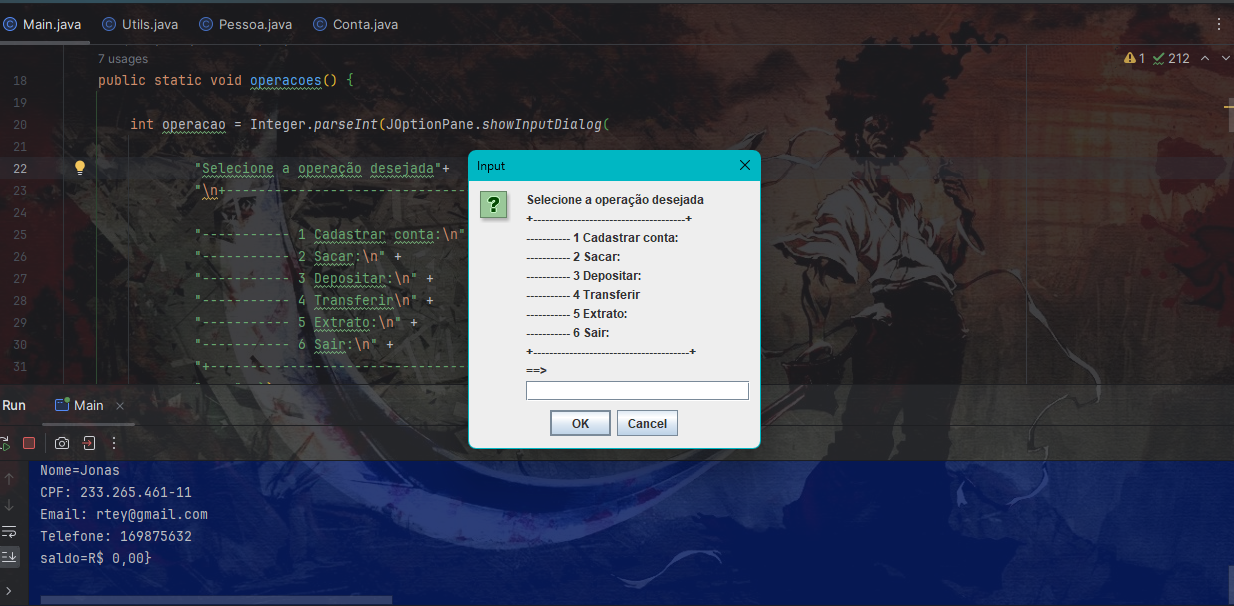 Main.java Utils.java Pessoa.java Conta.java
7 usages
1 212
18 public static void operacoes() {
19
20 int operacao = Integer.parseInt(JOptionPane.showInputDialog(
21
22 "Selecione a operação desejada"+
23 "\n+------------------------------
24
25 "----------- 1 Cadastrar conta:\n"
26 "----------- 2 Sacar:\n" +
27 "----------- 3 Depositar:\n" +
28 "----------- 4 Transferir\n" +
29 "----------- 5 Extrato:\n" +
30 "----------- 6 Sair:\n" +
31 "+--------------------------------
Input
?
Selecione a operação desejada
+--------------------------------------+
----------- 1 Cadastrar conta:
----------- 2 Sacar:
----------- 3 Depositar:
----------- 4 Transferir
----------- 5 Extrato:
----------- 6 Sair:
+---------------------------------------+
==>
OK Cancel
Run Main
Nome=Jonas
CPF: 233.265.461-11
Email: rtey@gmail.com
Telefone: 169875632
saldo=R$ 0,00}